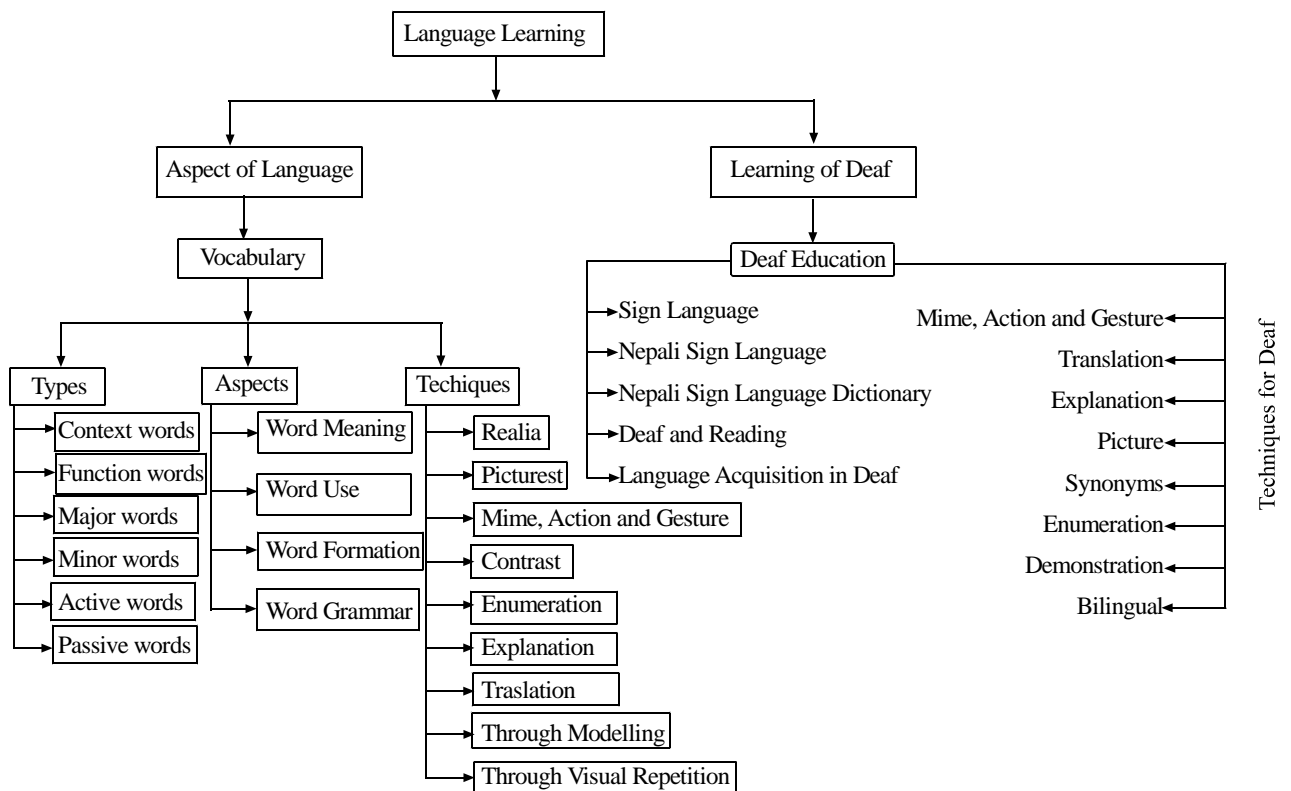 Language Learning
Aspect of Language
Learning of Deaf
Vocabulary
Deaf Education
Types
Context words
Function words
Major words
Minor words
Active words
Passive words
Aspects
Word Meaning
Word Use
Word Formation
Word Grammar
Techiques
Realia
Picturest
Mime, Action and Gesture
Contrast
Enumeration
Explanation
Traslation
Through Modelling
Through Visual Repetition
Sign Language
Nepali Sign Language
Nepali Sign Language Dictionary
Deaf and Reading
Language Acquisition in Deaf
Mime, Action and Gesture
Translation
Explanation
Picture
Synonyms
Enumeration
Demonstration
Bilingual
Techniques for Deaf